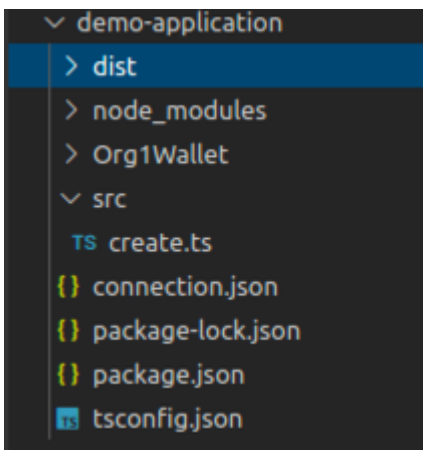 demo-application
dist
node_modules
Org1Wallet
src
TS create.ts
{} connection.json
{} package-lock.json
{} package.json
TS tsconfig.json